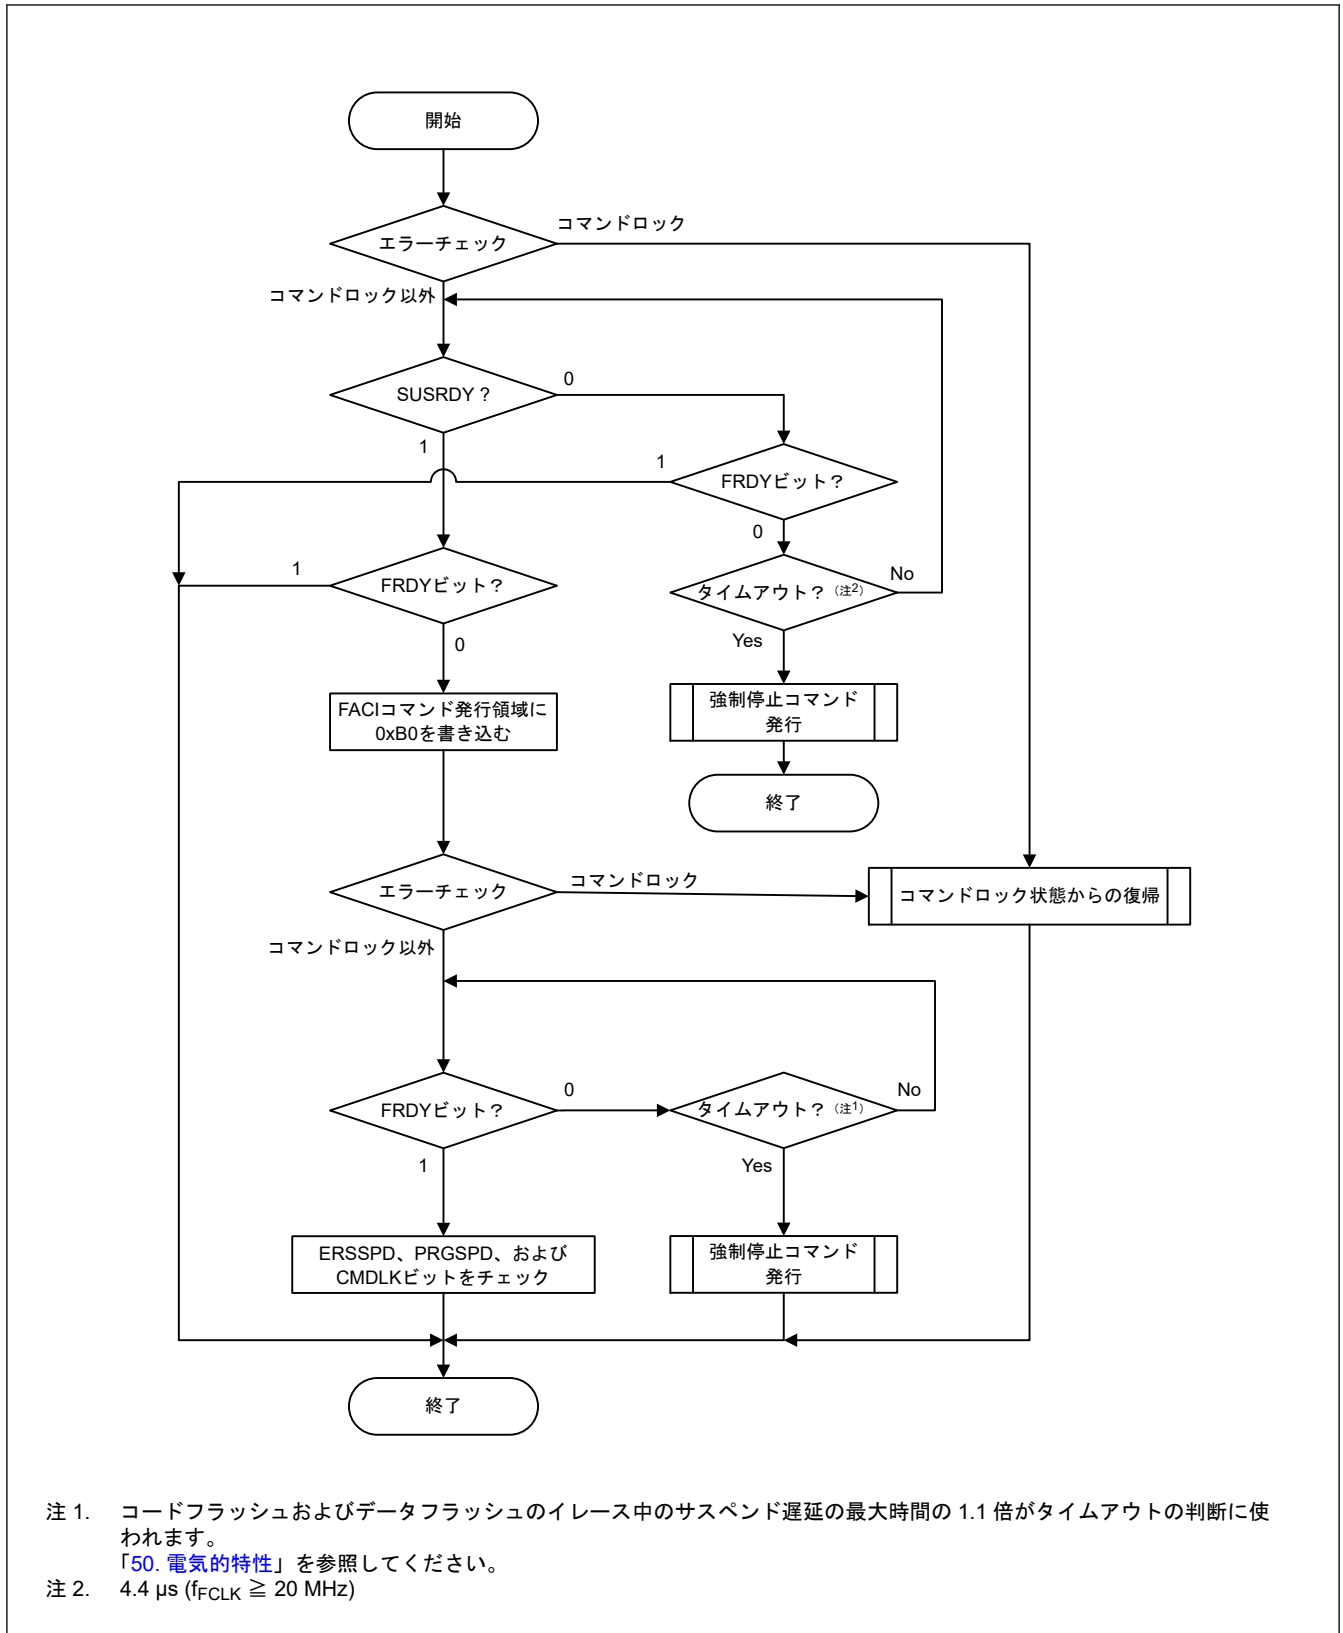 開始
エラーチェック
コマンドロック
コマンドロック以外
SUSRDY ?
0
1
FRDYビット?
1
0
FRDYビット?
1
0
タイムアウト?(注2)
No
Yes
強制停止コマンド
発行
終了
FACIコマンド発行領域に
0xB0を書き込む
エラーチェック
コマンドロック
コマンドロック状態からの復帰
コマンドロック以外
FRDYビット?
0
1
タイムアウト?(注1)
No
Yes
強制停止コマンド
発行
ERSSPD、PRGSPD、および
CMDLKビットをチェック
終了
注 1. コードフラッシュおよびデータフラッシュのイレース中のサスペンド遅延の最大時間の 1.1 倍がタイムアウトの判断に使
われます。
「50. 電気的特性」を参照してください。
注 2. 4.4 μs (fFCLK ≧ 20 MHz)